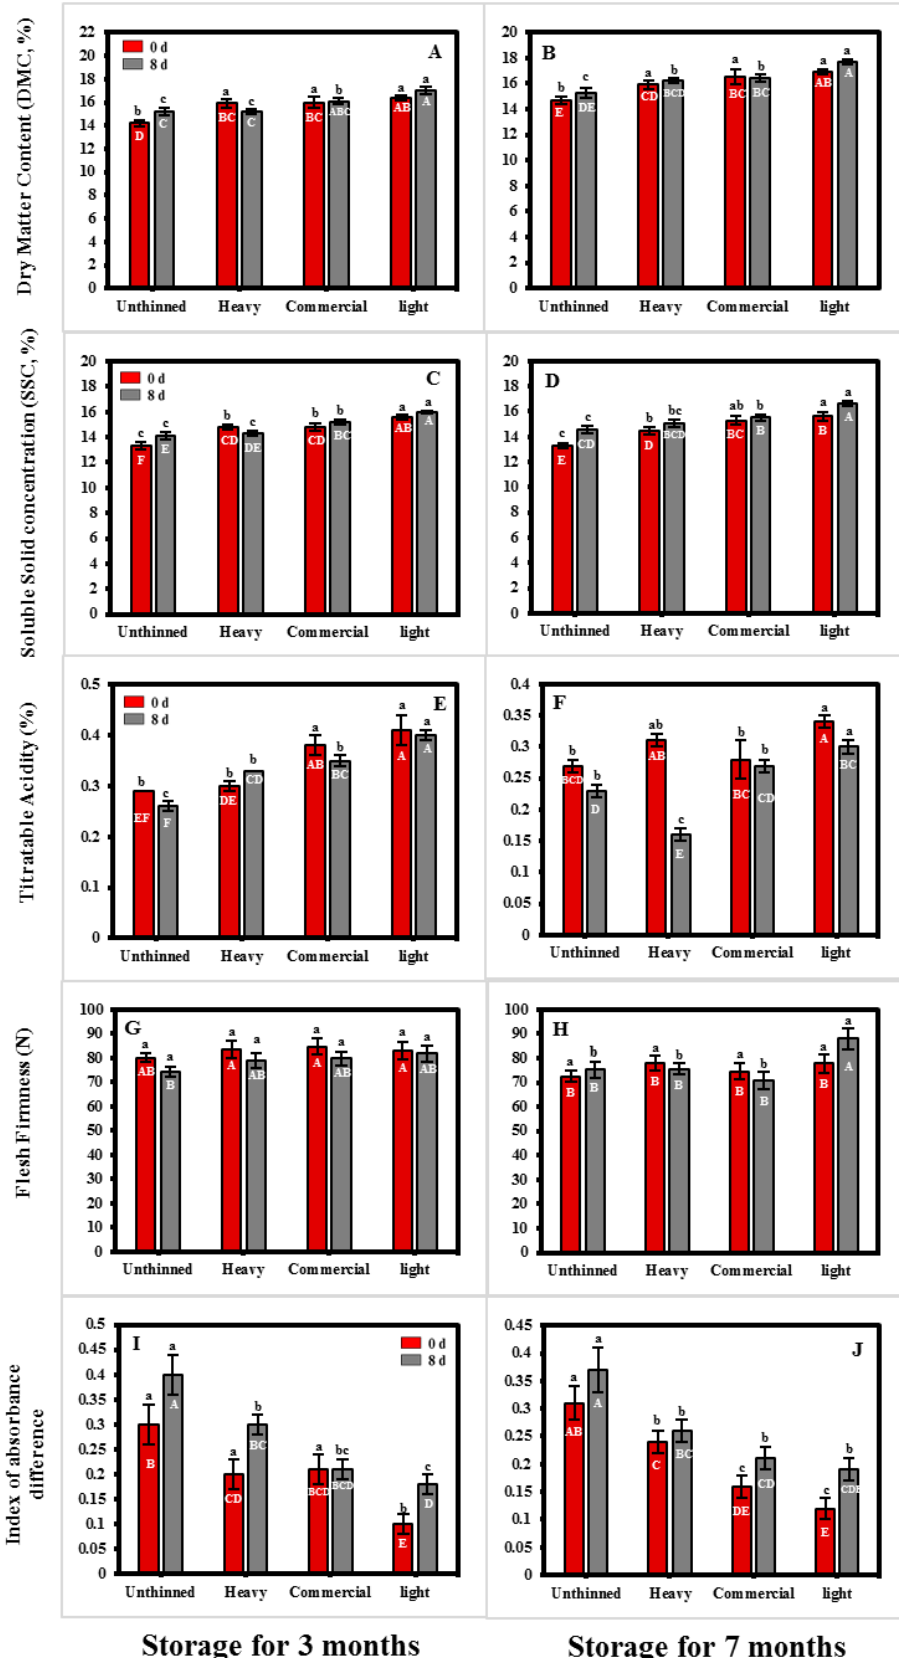 Dry Matter Content (DMC, %)
22
20
18
16
14
12
10
8
6
4
2
0
0 d
8 d
A
b
c
a
c
a
b
a
a
D
C
BC
C
BC
ABC
AB
A
Unthinned Heavy Commercial light
20
18
16
14
12
10
8
6
4
2
0
B
b
c
a
b
a
b
a
a
E
DE
CD
BCD
BC
BC
AB
A
Unthinned Heavy Commercial light
Soluble Solid concentration (SSC, %)
20
18
16
14
12
10
8
6
4
2
0
0 d
8 d
C
c
c
b
c
b
b
a
a
F
E
CD
DE
CD
BC
AB
A
Unthinned Heavy Commercial light
20
18
16
14
12
10
8
6
4
2
0
D
c
c
b
bc
ab
b
a
a
E
CD
D
BCD
BC
B
B
A
Unthinned Heavy Commercial light
Titratable Acidity (%)
0.5
0.4
0.3
0.2
0.1
0
0 d
8 d
E
b
c
b
b
a
b
a
a
EF
F
DE
CD
AB
BC
A
A
Unthinned Heavy Commercial light
0.4
0.35
0.3
0.25
0.2
0.15
0.1
0.05
0
F
b
b
ab
c
b
b
a
a
BCD
D
AB
E
BC
CD
A
BC
Unthinned Heavy Commercial light
Flesh Firmness (N)
100
90
80
70
60
50
40
30
20
10
0
G
a
a
a
a
a
a
a
a
AB
B
A
AB
A
AB
A
AB
Unthinned Heavy Commercial light
100
90
80
70
60
50
40
30
20
10
0
H
a
b
a
b
a
b
a
a
B
B
B
B
B
B
B
A
Unthinned Heavy Commercial light
Index of absorbance
difference
0.5
0.45
0.4
0.35
0.3
0.25
0.2
0.15
0.1
0.05
0
I
0 d
8 d
a
a
a
b
a
bc
b
c
B
A
CD
BC
BCD
BCD
E
D
Unthinned Heavy Commercial light
0.45
0.4
0.35
0.3
0.25
0.2
0.15
0.1
0.05
0
J
a
a
b
b
c
b
c
b
AB
A
C
BC
DE
CD
E
CDE
Unthinned Heavy Commercial light
Storage for 3 months
Storage for 7 months